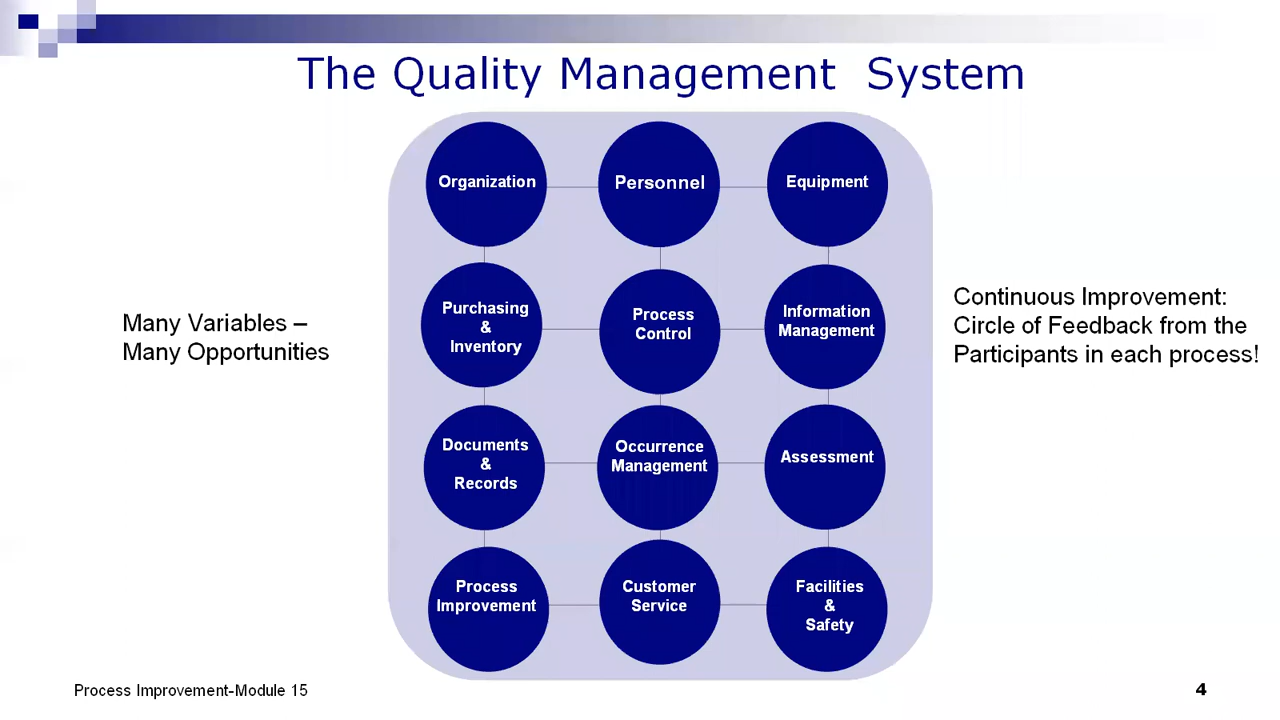 The Quality Management System
Organization
Personnel
Equipment
Purchasing
&
Inventory
Process
Control
Information
Management
Documents
&
Records
Occurrence
Management
Assessment
Process
Improvement
Customer
Service
Facilities
&
Safety
Many Variables –
Many Opportunities
Continuous Improvement:
Circle of Feedback from the
Participants in each process!
Process Improvement-Module 15
4